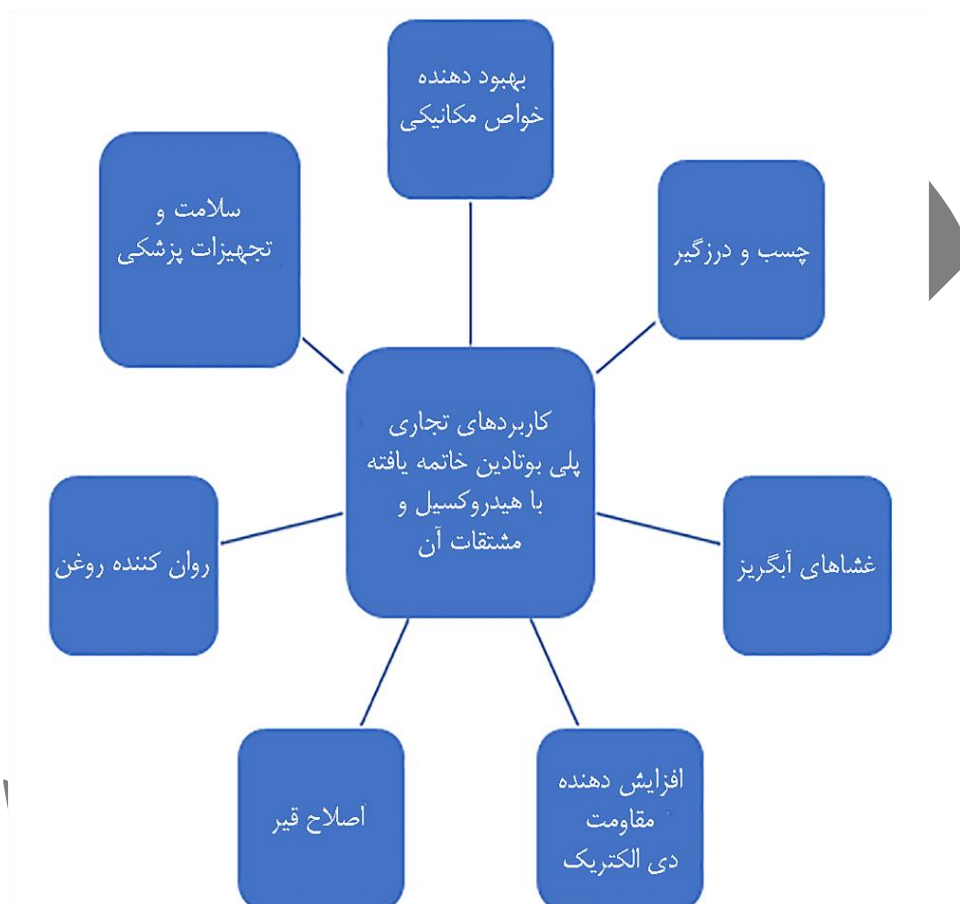 بهبود دهنده
خواص مکانیکی
چسب و درزگیر
سلامت و
تجهیزات پزشکی
کاربردهای تجاری
پلی بوتادین خاتمه یافته
با هیدروکسیل و
مشتقات آن
غشاهای آبگریز
روان کننده روغن
افزایش دهنده
مقاومت
دی الکتریک
اصلاح قیر